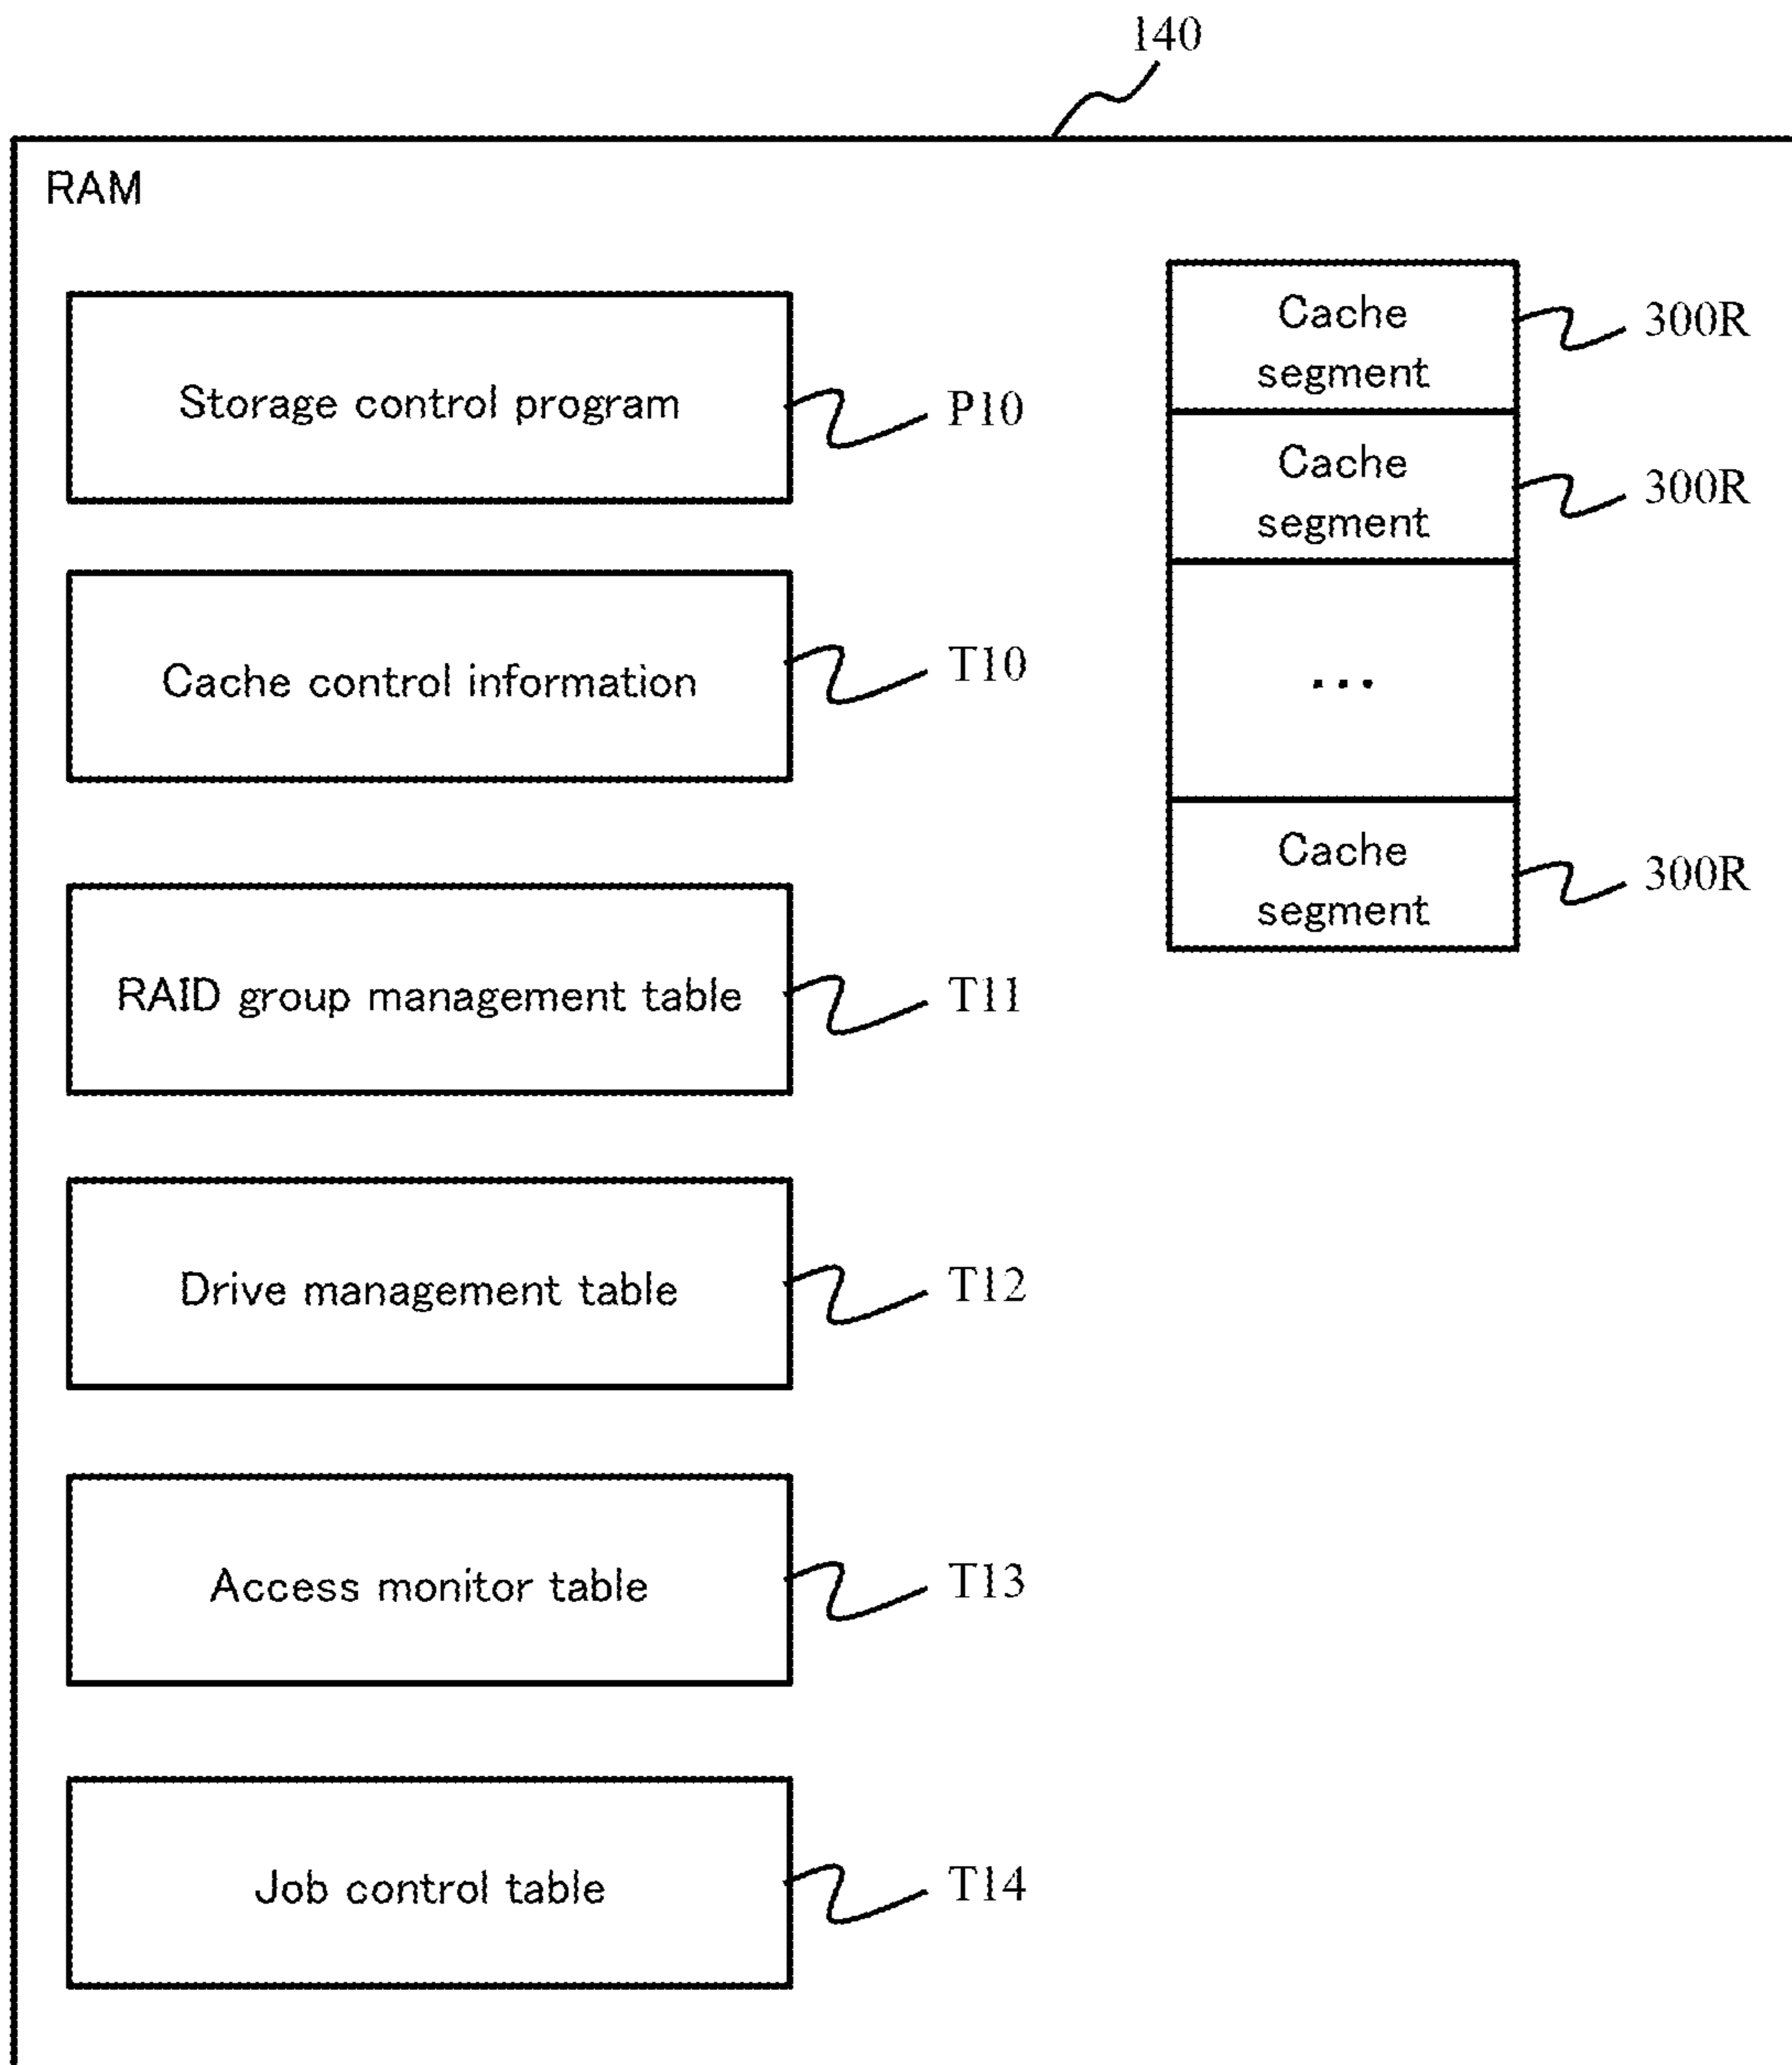 140
RAM
Storage control program
P10
Cache control information
T10
RAID group management table
T11
Drive management table
T12
Access monitor table
T13
Job control table
T14
Cache
segment
300R
Cache
segment
300R
...
Cache
segment
300R